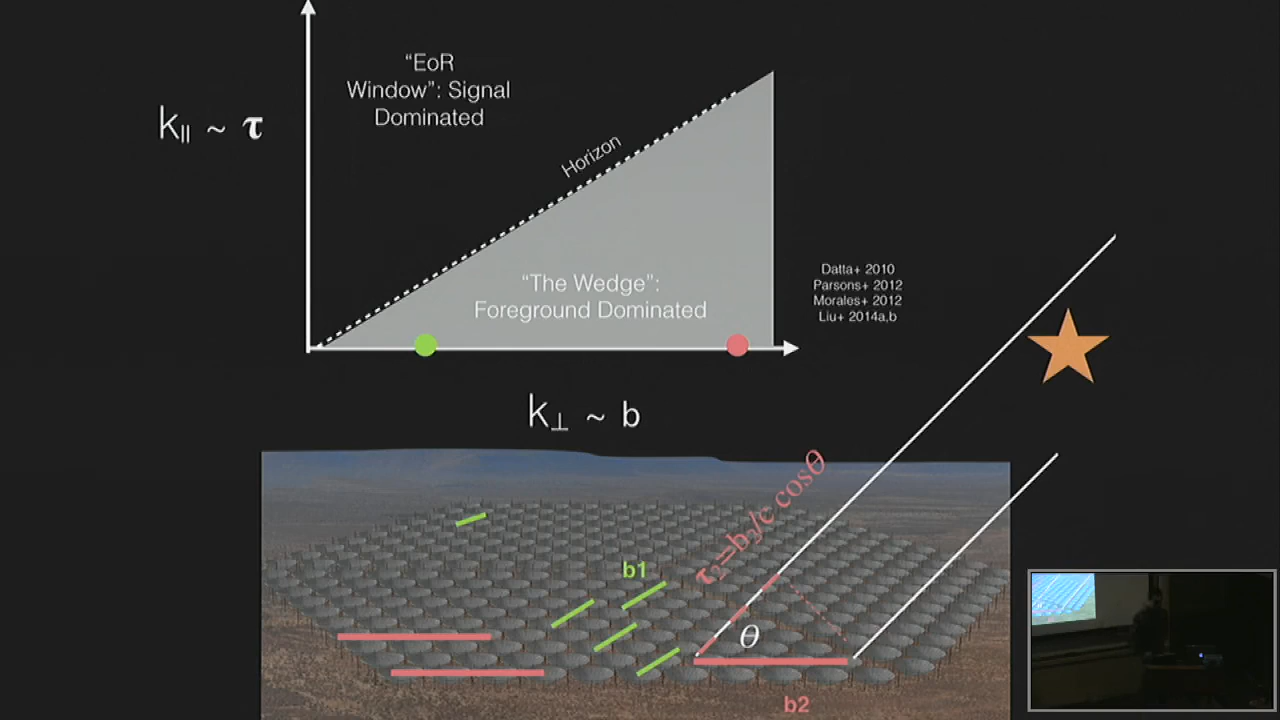 “EoR
Window”: Signal
Dominated
k∥ ~ τ
Horizon
“The Wedge”:
Foreground Dominated
Datta+ 2010
Parsons+ 2012
Morales+ 2012
Liu+ 2014a,b
k⊥ ~ b
τ₂=b₂/c cosθ
b1
θ
b2